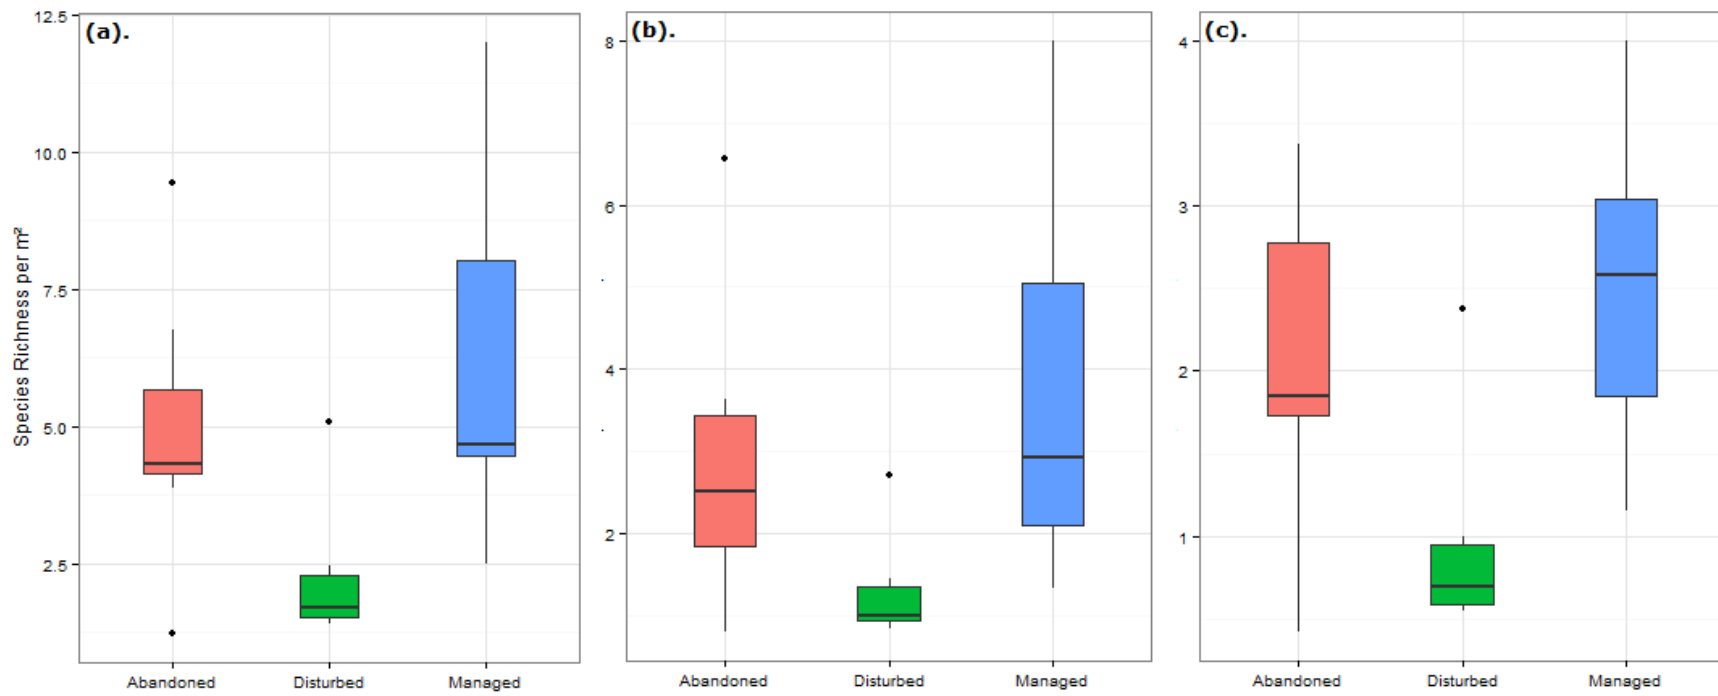 (a).
(b).
(c).
Species Richness per m²
12.5
10.0
7.5
5.0
2.5
8
6
4
2
4
3
2
1
Abandoned Disturbed Managed
Abandoned Disturbed Managed
Abandoned Disturbed Managed